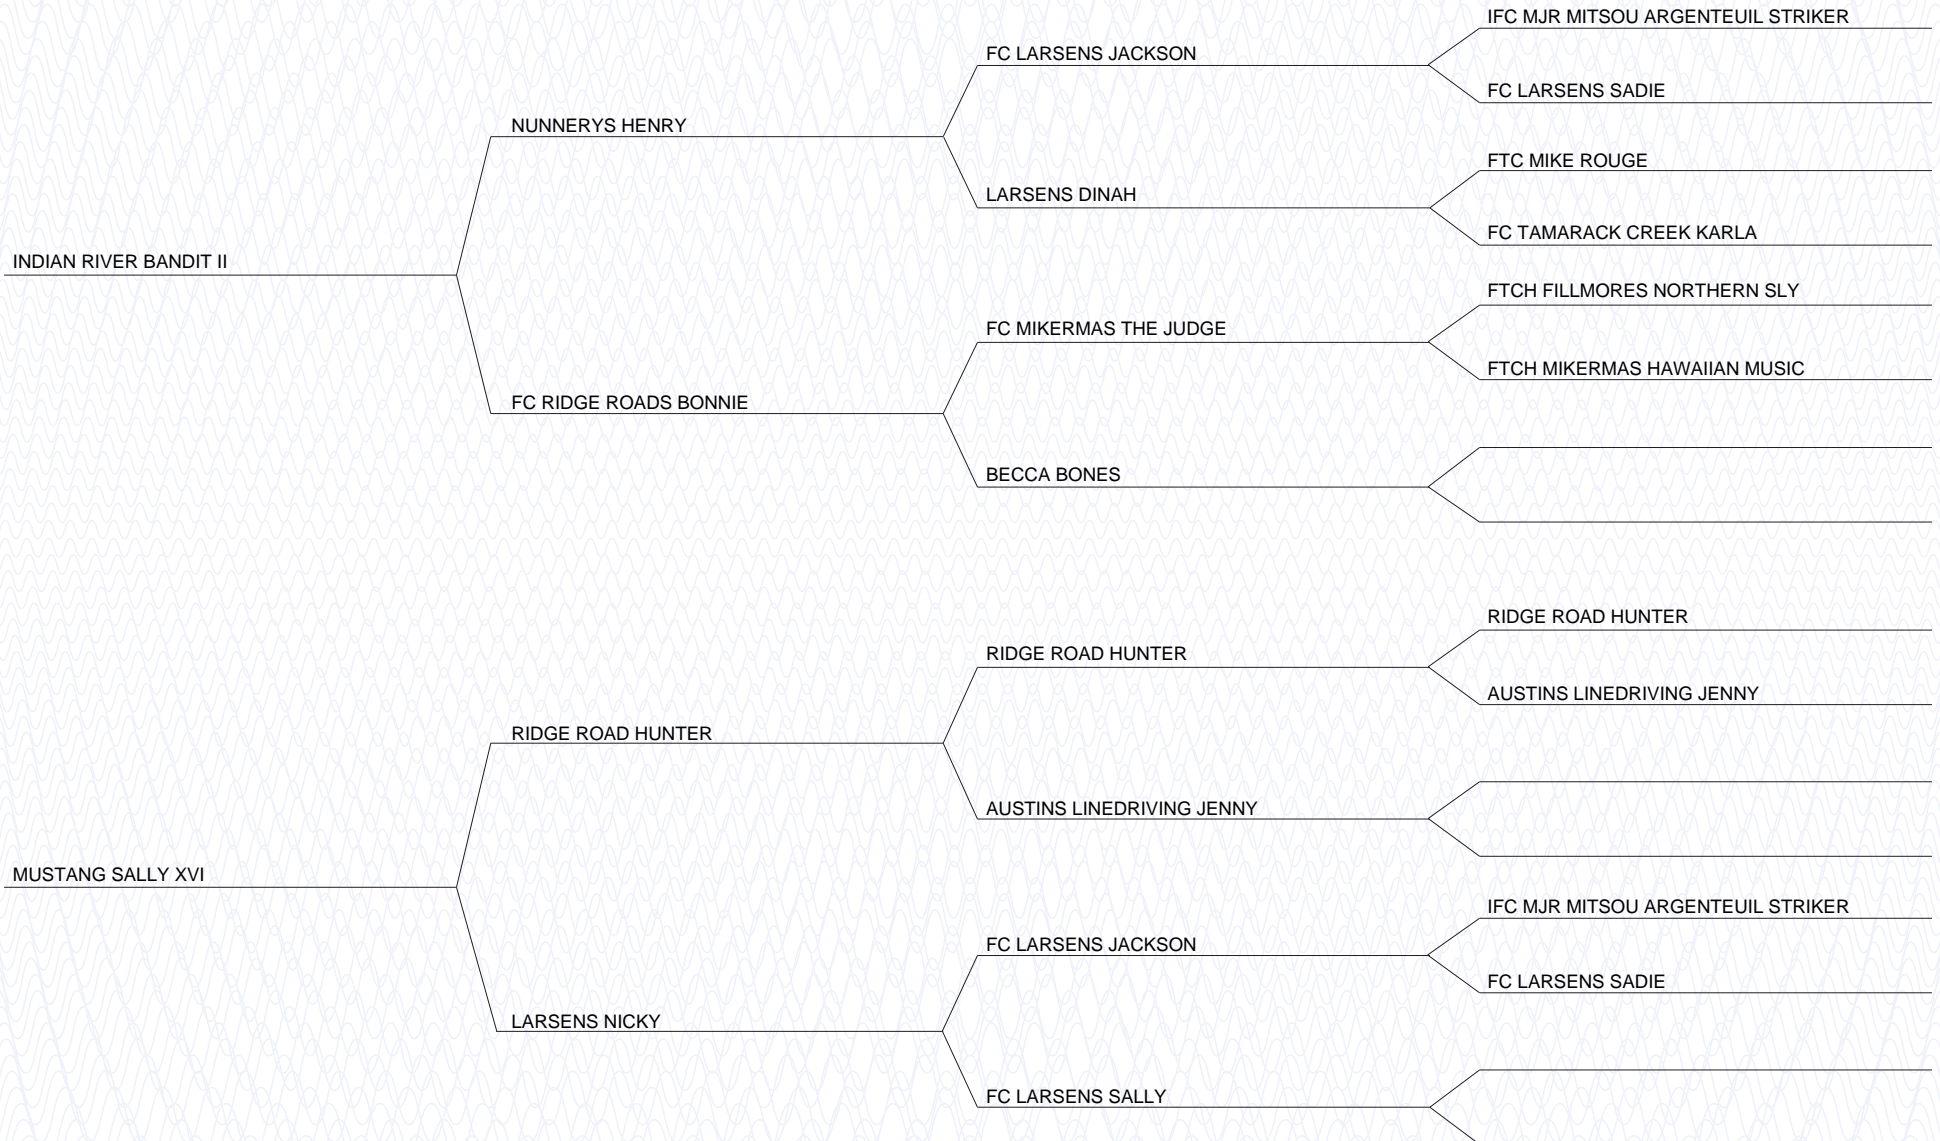 IFC MJR MITSOU ARGENTEUIL STRIKER
FC LARSENS JACKSON
FC LARSENS SADIE
NUNNERYS HENRY
FTC MIKE ROUGE
LARSENS DINAH
FC TAMARACK CREEK KARLA
INDIAN RIVER BANDIT II
FTCH FILLMORES NORTHERN SLY
FC MIKERMAS THE JUDGE
FTCH MIKERMAS HAWAIIAN MUSIC
FC RIDGE ROADS BONNIE
BECCA BONES
RIDGE ROAD HUNTER
RIDGE ROAD HUNTER
AUSTINS LINEDRIVING JENNY
RIDGE ROAD HUNTER
AUSTINS LINEDRIVING JENNY
MUSTANG SALLY XVI
IFC MJR MITSOU ARGENTEUIL STRIKER
FC LARSENS JACKSON
FC LARSENS SADIE
LARSENS NICKY
FC LARSENS SALLY